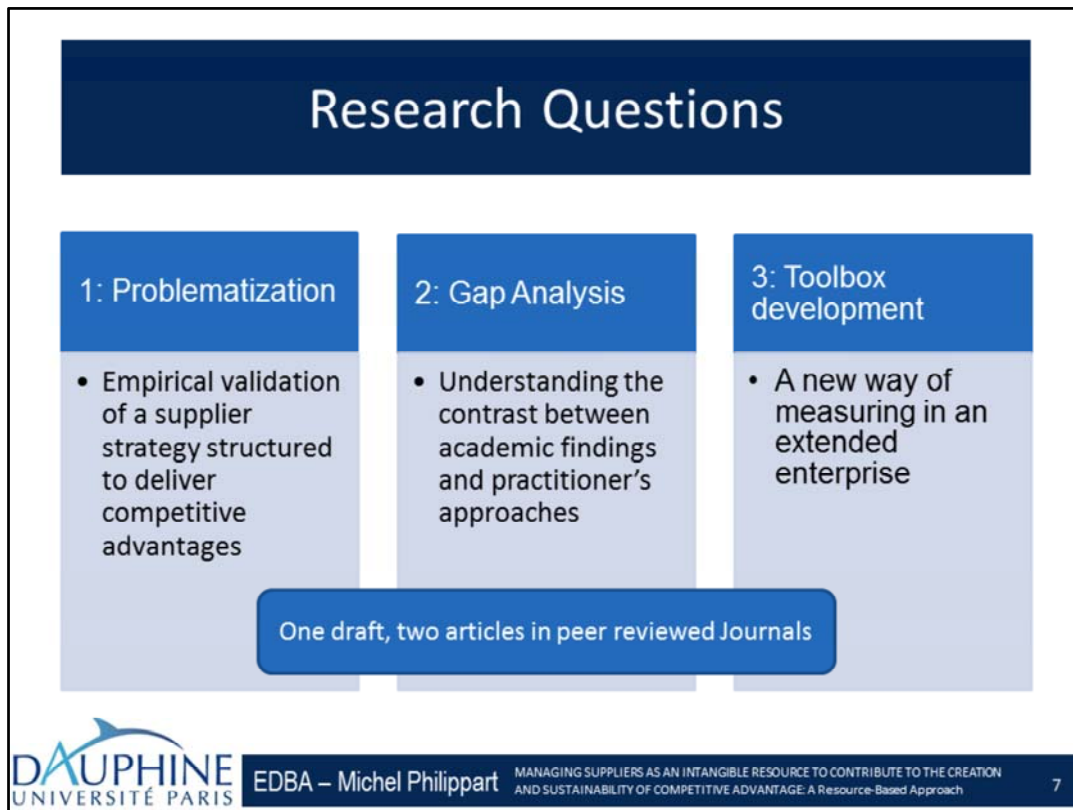 Research Questions
1: Problematization
• Empirical validation
of a supplier
strategy structured
to deliver
competitive
advantages
2: Gap Analysis
• Understanding the
contrast between
academic findings
and practitioner's
approaches
3: Toolbox
development
• A new way of
measuring in an
extended
enterprise
One draft, two articles in peer reviewed Journals
DAUPHINE
UNIVERSITÉ PARIS
EDBA – Michel Philippart
MANAGING SUPPLIERS AS AN INTANGIBLE RESOURCE TO CONTRIBUTE TO THE CREATION
AND SUSTAINABILITY OF COMPETITIVE ADVANTAGE: A Resource-Based Approach
7